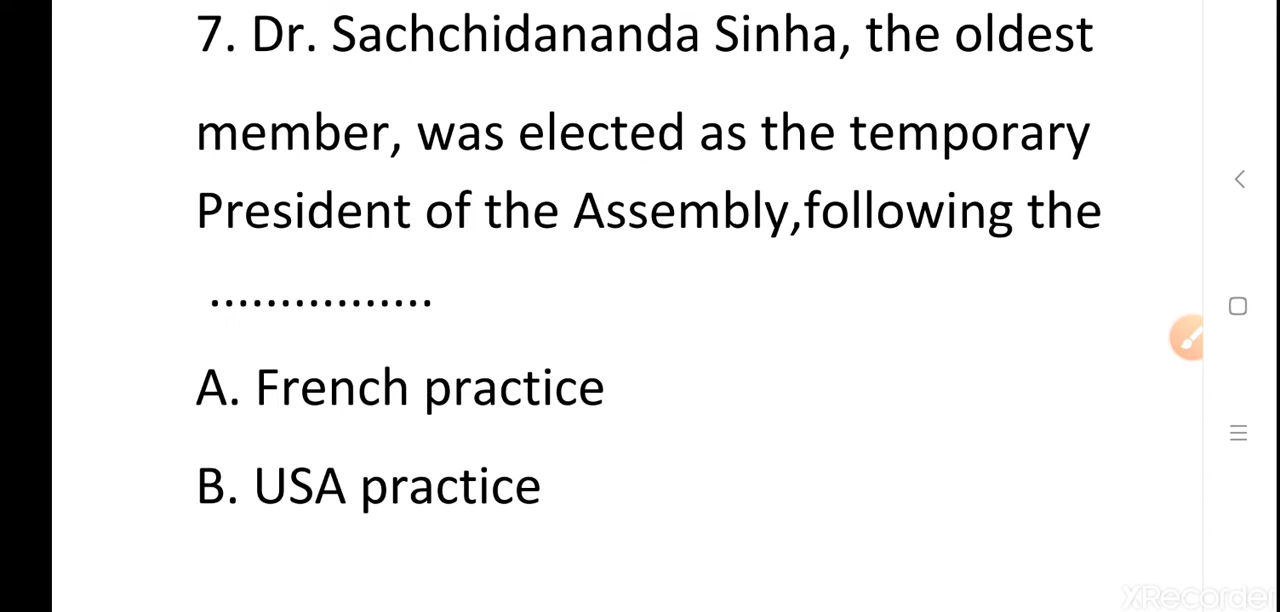 7. Dr. Sachchidananda Sinha, the oldest
member, was elected as the temporary
President of the Assembly,following the
................
A. French practice
B. USA practice
XRecorder